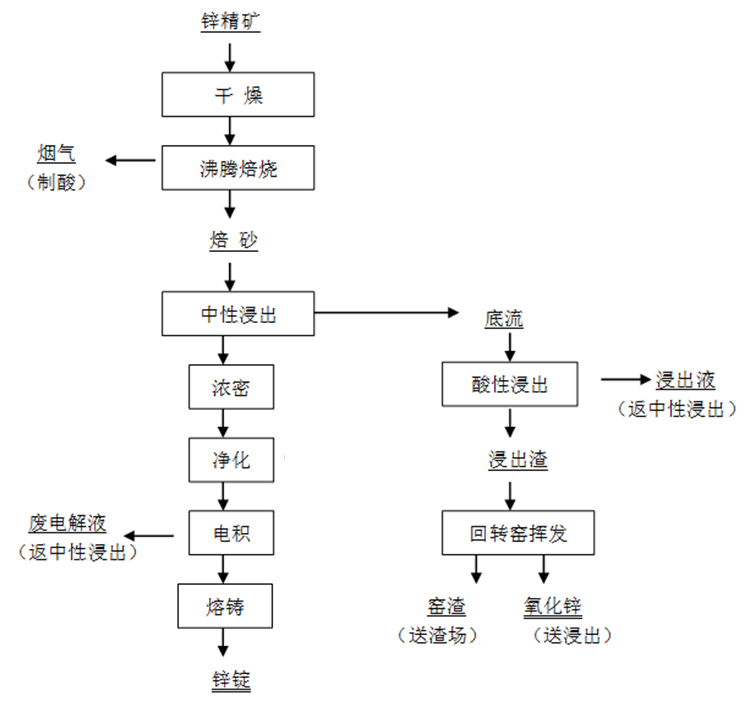 锌精矿
干 燥
烟气
（制酸）
沸腾焙烧
焙 砂
中性浸出
底流
浓密
酸性浸出
浸出液
（返中性浸出）
净化
浸出渣
废电解液
（返中性浸出）
电积
回转窑挥发
熔铸
窑渣
（送渣场）
氧化锌
（送浸出）
锌锭